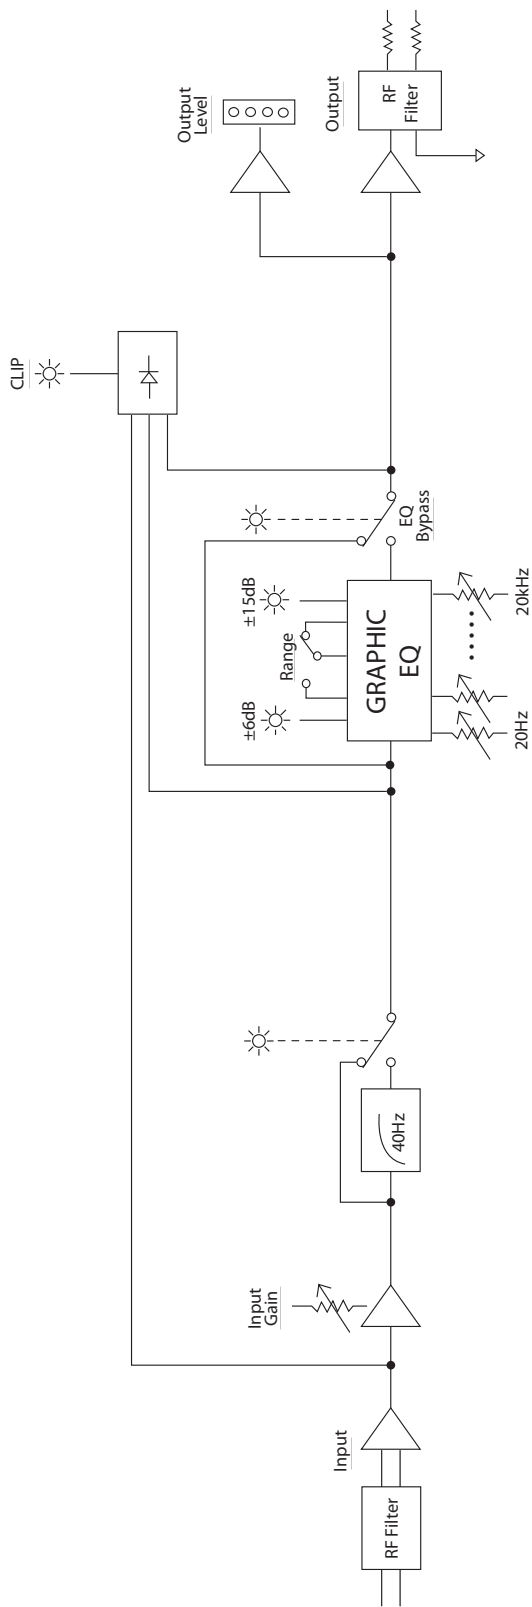 RF Filter
Input
Input
Gain
40Hz
±6dB
Range
±15dB
GRAPHIC
EQ
20Hz
20kHz
EQ
Bypass
CLIP
Output
Level
Output
RF
Filter